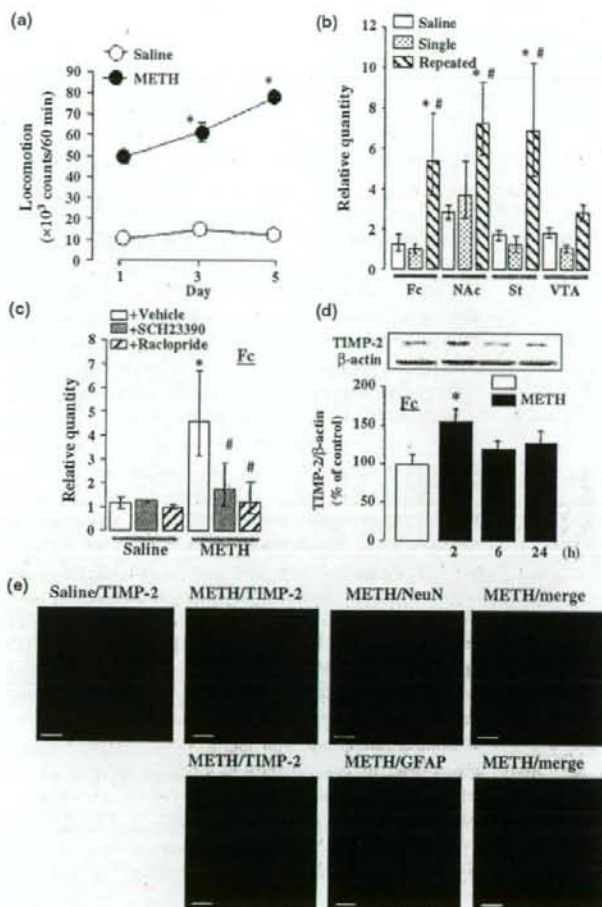 (a)
Saline
METH
Locomotion
(×10³ counts/60 min)
90
80
70
60
50
40
30
20
10
0
*
*
1 3 5
Day
(b)
Saline
Single
Repeated
Relative quantity
12
10
8
6
4
2
0
* #
* #
* #
Fc NAc St VTA
(c)
+Vehicle
+SCH23390
+Raclopride
Fc
Relative quantity
8
7
6
5
4
3
2
1
0
*
#
#
Saline METH
(d)
TIMP-2
β-actin
METH
Fc
TIMP-2/β-actin
(% of control)
200
150
100
50
0
*
2 6 24 (h)
(e)
Saline/TIMP-2 METH/TIMP-2 METH/NeuN METH/merge
METH/TIMP-2 METH/GFAP METH/merge